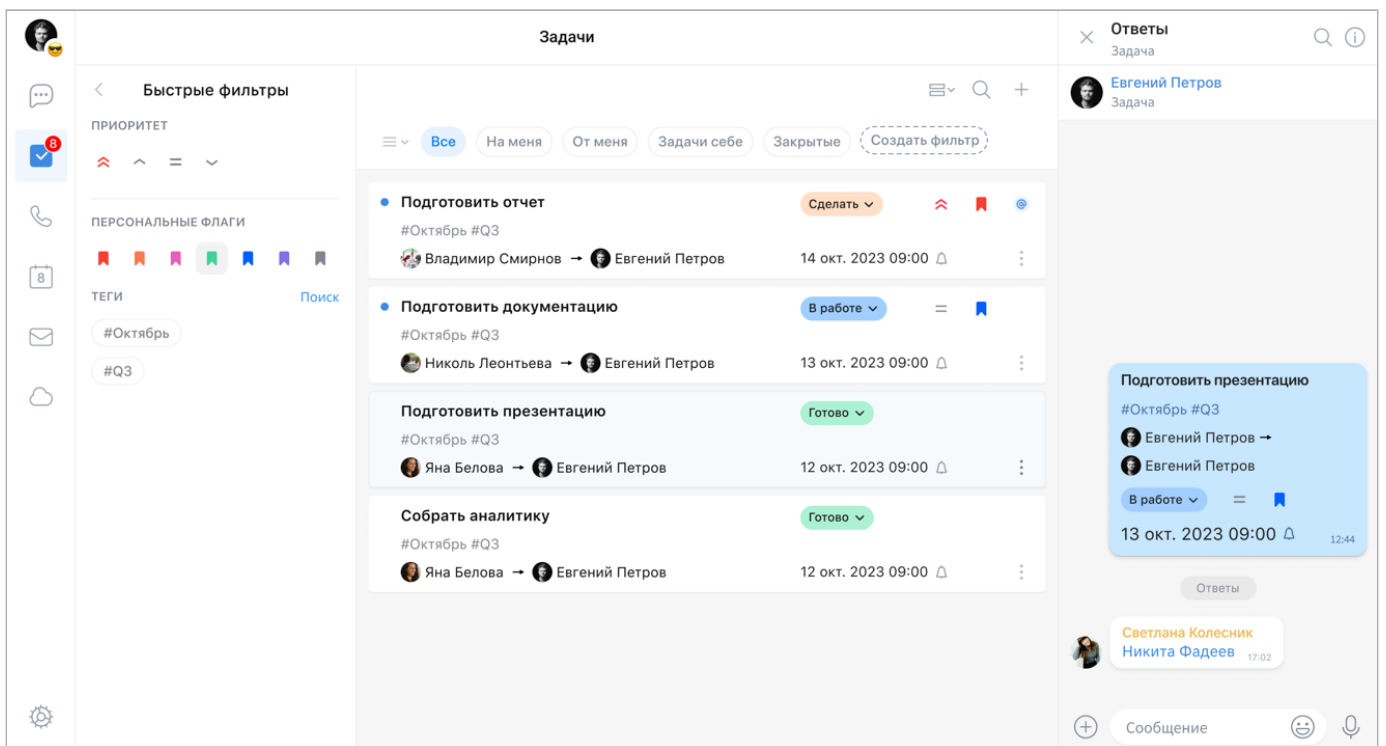 Задачи
8
8
Быстрые фильтры
ПРИОРИТЕТ
ПЕРСОНАЛЬНЫЕ ФЛАГИ
ТЕГИ Поиск
#Октябрь
#Q3
Все На меня От меня Задачи себе Закрытые Создать фильтр
Подготовить отчет Сделать @
#Октябрь #Q3
Владимир Смирнов → Евгений Петров 14 окт. 2023 09:00
Подготовить документацию В работе
#Октябрь #Q3
Николь Леонтьева → Евгений Петров 13 окт. 2023 09:00
Подготовить презентацию Готово
#Октябрь #Q3
Яна Белова → Евгений Петров 12 окт. 2023 09:00
Собрать аналитику Готово
#Октябрь #Q3
Яна Белова → Евгений Петров 12 окт. 2023 09:00
Ответы
Задача
Евгений Петров
Задача
Подготовить презентацию
#Октябрь #Q3
Евгений Петров →
Евгений Петров
В работе
13 окт. 2023 09:00 12:44
Ответы
Светлана Колесник
Никита Фадеев 17:02
Сообщение